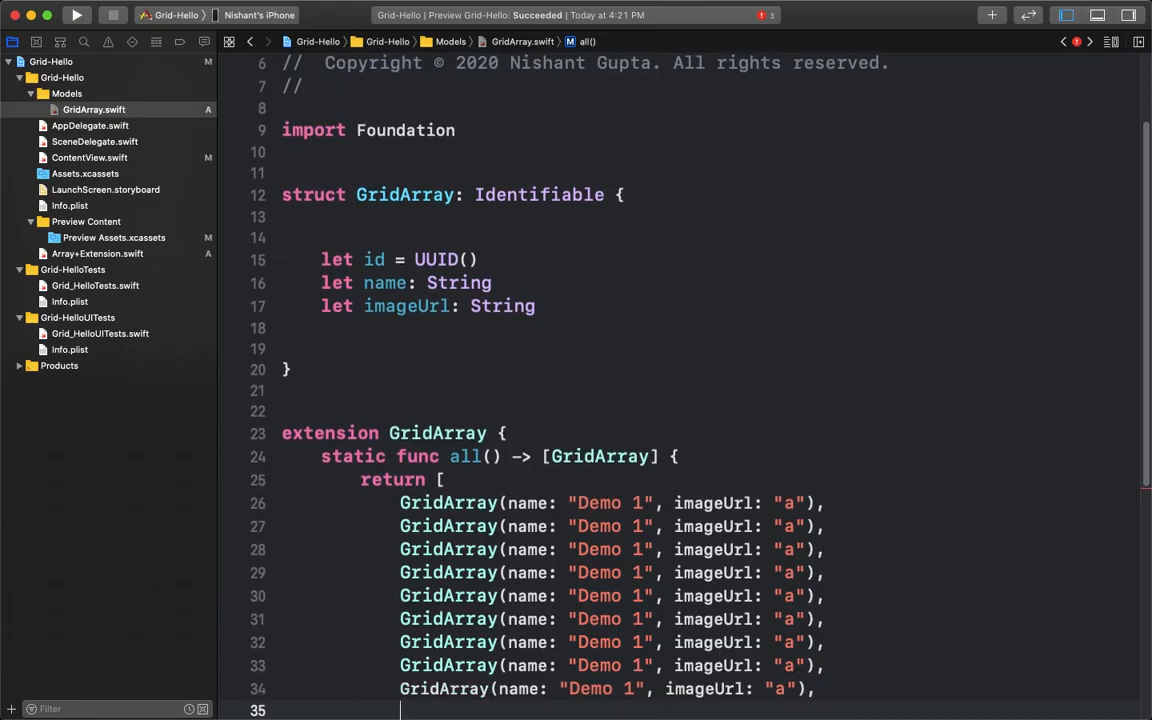 Grid-Hello 〉 Nishant's iPhone
Grid-Hello | Preview Grid-Hello: Succeeded | Today at 4:21 PM
3
Grid-Hello 〉 Grid-Hello 〉 Models 〉 GridArray.swift 〉 M all()
Grid-Hello M
Grid-Hello
Models
GridArray.swift A
AppDelegate.swift
SceneDelegate.swift
ContentView.swift M
Assets.xcassets
LaunchScreen.storyboard
Info.plist
Preview Content
Preview Assets.xcassets M
Array+Extension.swift A
Grid-HelloTests
Grid_HelloTests.swift
Info.plist
Grid-HelloUITests
Grid_HelloUITests.swift
Info.plist
Products
Filter
6 //  Copyright © 2020 Nishant Gupta. All rights reserved.
7 //
8
9 import Foundation
10
11
12 struct GridArray: Identifiable {
13
14
15     let id = UUID()
16     let name: String
17     let imageUrl: String
18
19
20 }
21
22
23 extension GridArray {
24     static func all() -> [GridArray] {
25         return [
26             GridArray(name: "Demo 1", imageUrl: "a"),
27             GridArray(name: "Demo 1", imageUrl: "a"),
28             GridArray(name: "Demo 1", imageUrl: "a"),
29             GridArray(name: "Demo 1", imageUrl: "a"),
30             GridArray(name: "Demo 1", imageUrl: "a"),
31             GridArray(name: "Demo 1", imageUrl: "a"),
32             GridArray(name: "Demo 1", imageUrl: "a"),
33             GridArray(name: "Demo 1", imageUrl: "a"),
34             GridArray(name: "Demo 1", imageUrl: "a"),
35